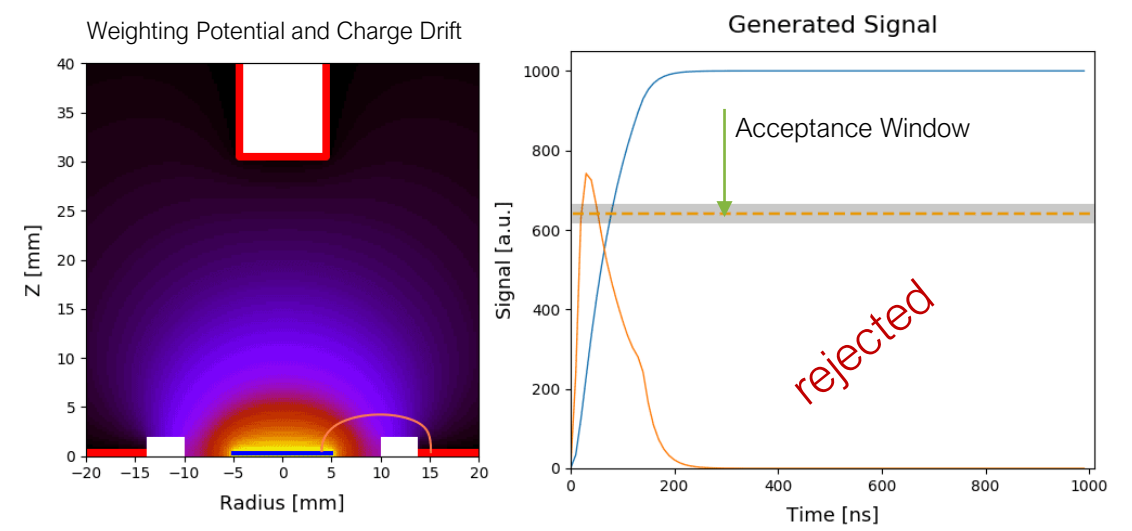 Weighting Potential and Charge Drift
40
35
30
25
20
15
10
5
0
Z [mm]
−20 −15 −10 −5 0 5 10 15 20
Radius [mm]
Generated Signal
1000
800
600
400
200
0
Signal [a.u.]
Acceptance Window
rejected
0 200 400 600 800 1000
Time [ns]